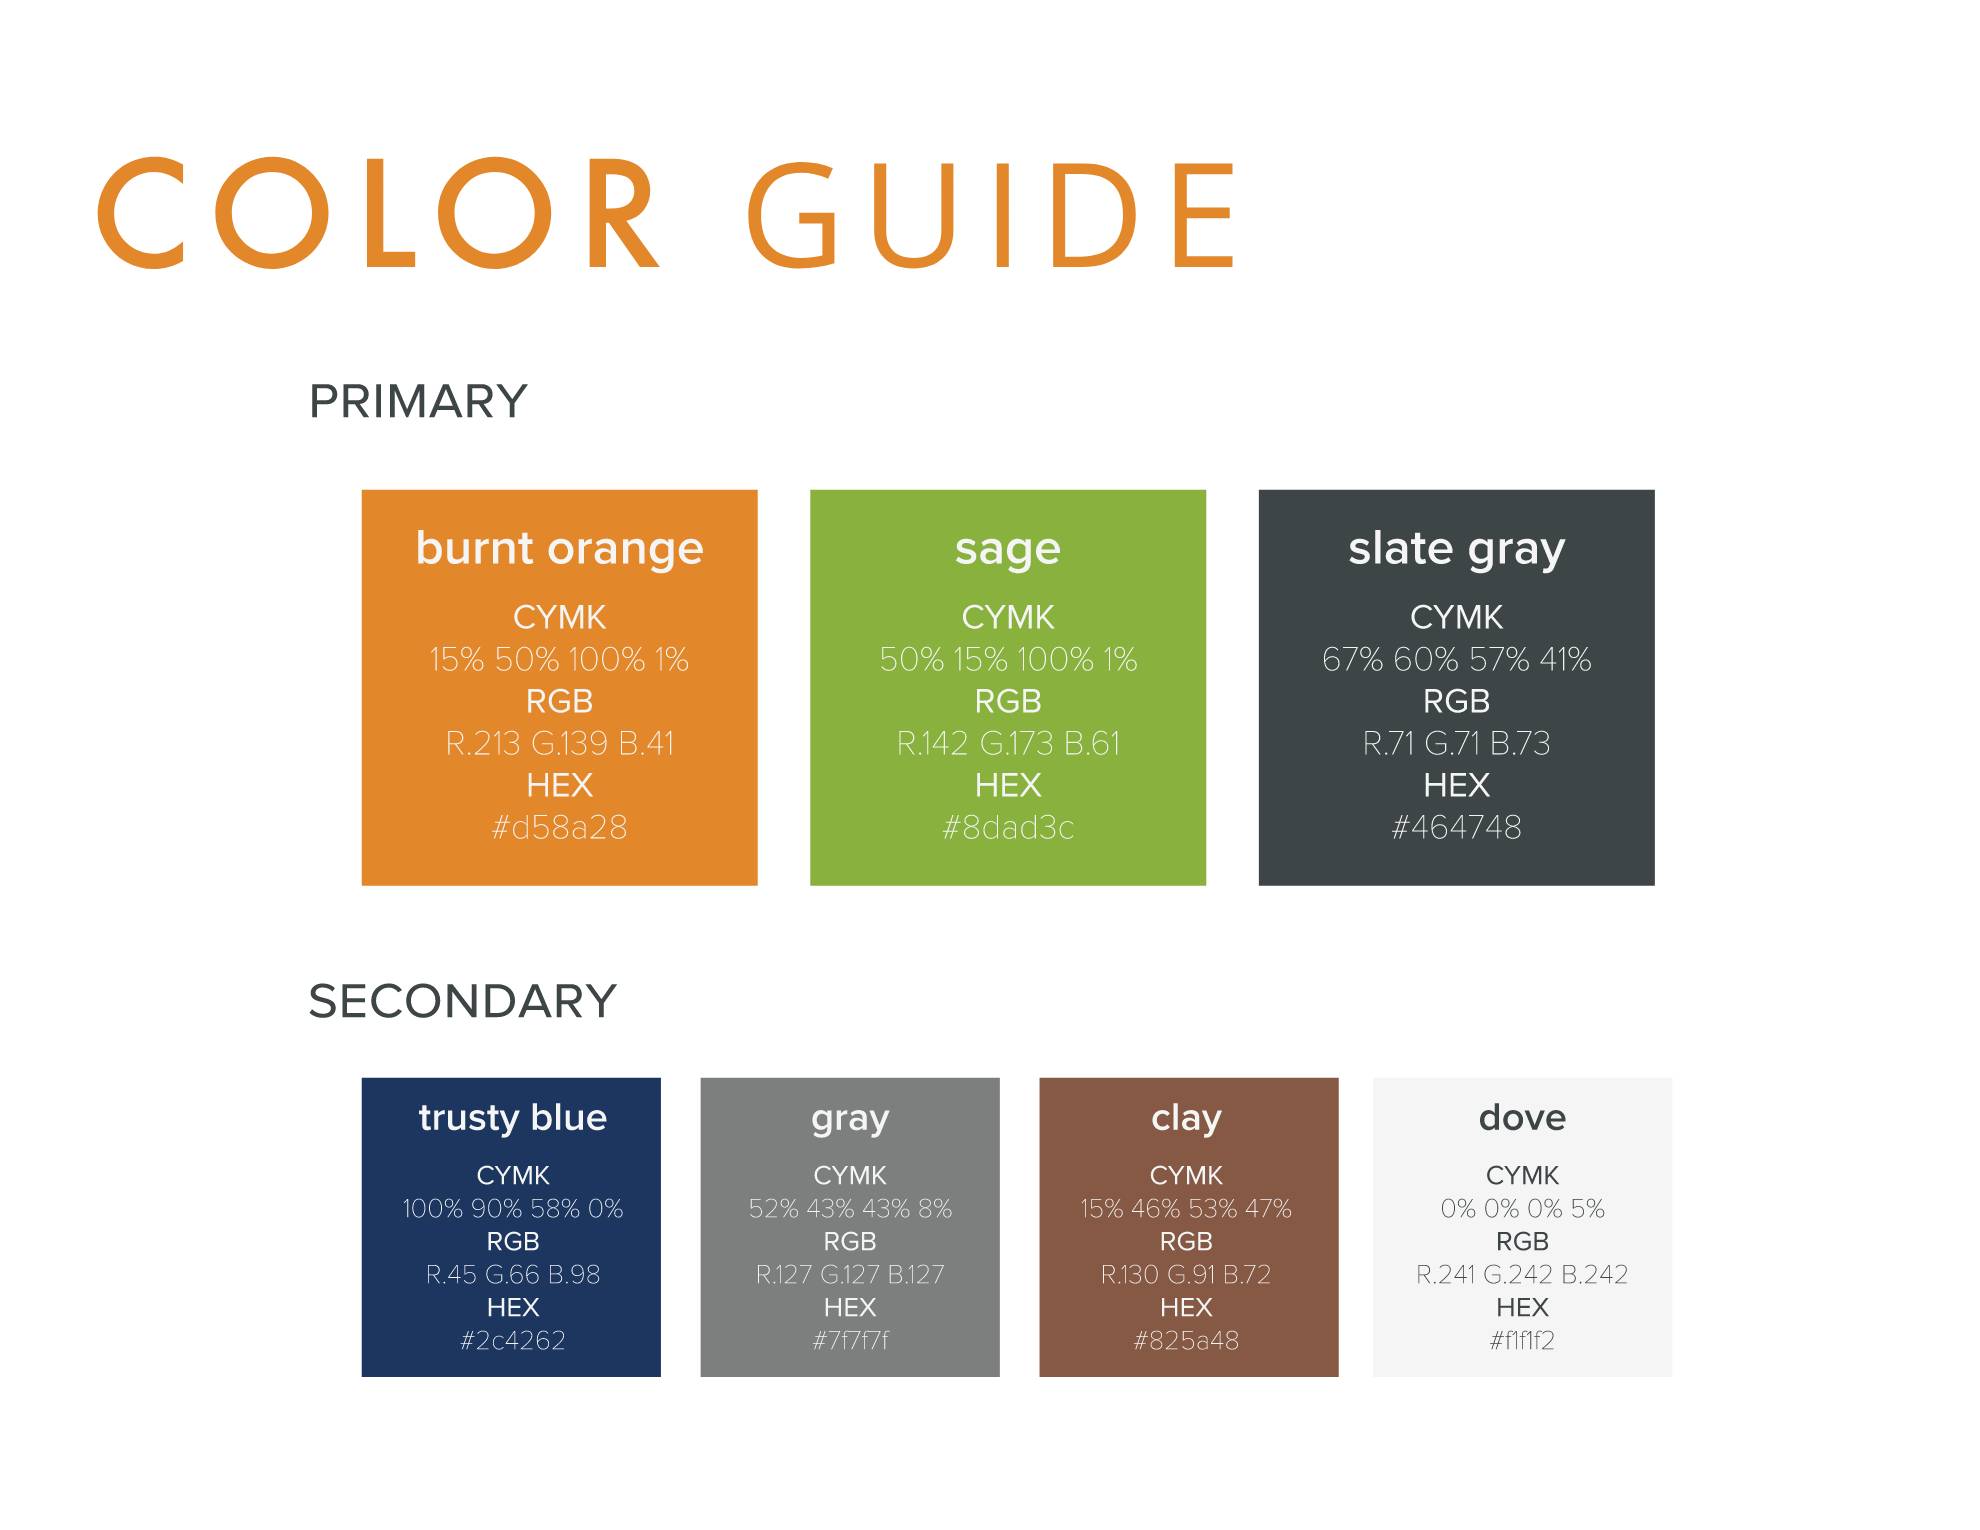 COLOR GUIDE
PRIMARY
burnt orange
CYMK
15% 50% 100% 1%
RGB
R.213 G.139 B.41
HEX
#d58a28
sage
CYMK
50% 15% 100% 1%
RGB
R.142 G.173 B.61
HEX
#8dad3c
slate gray
CYMK
67% 60% 57% 41%
RGB
R.71 G.71 B.73
HEX
#464748
SECONDARY
trusty blue
CYMK
100% 90% 58% 0%
RGB
R.45 G.66 B.98
HEX
#2c4262
gray
CYMK
52% 43% 43% 8%
RGB
R.127 G.127 B.127
HEX
#7f7f7f
clay
CYMK
15% 46% 53% 47%
RGB
R.130 G.91 B.72
HEX
#825a48
dove
CYMK
0% 0% 0% 5%
RGB
R.241 G.242 B.242
HEX
#f1f1f2